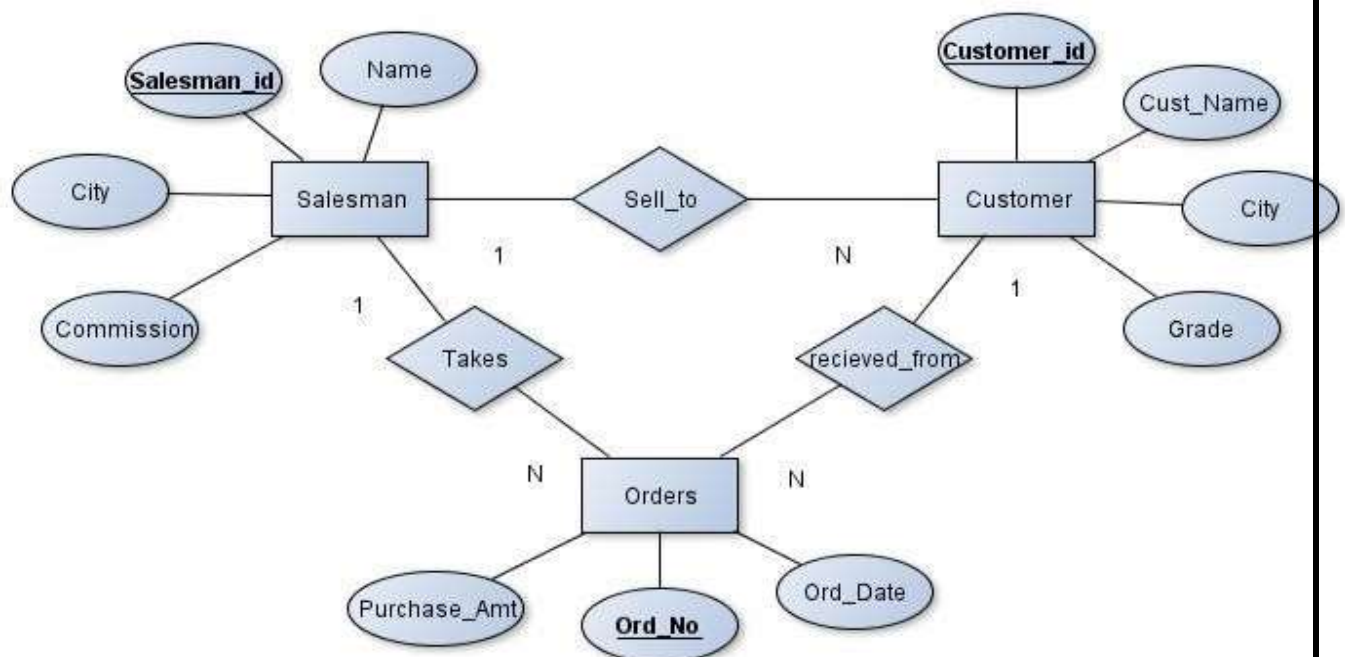 Customer_id
Salesman_id
Name
Cust_Name
City
Salesman
Sell_to
Customer
City
1
N
1
1
Commission
Takes
recieved_from
Grade
N
N
Orders
Purchase_Amt
Ord_No
Ord_Date